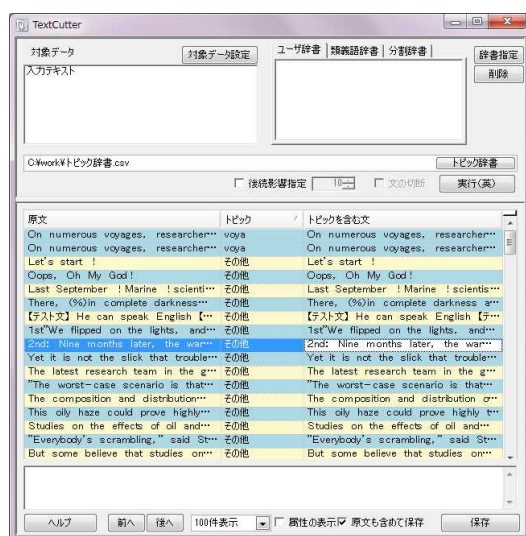 TextCutter
対象データ
対象データ設定
ユーザ辞書 類義語辞書 分割辞書
辞書指定
入力テキスト
削除
C:¥work¥トピック辞書.csv
トピック辞書
後続影響指定 10 文の切断 実行(英)
原文 トピック トピックを含む文
On numerous voyages, researcher… voya On numerous voyages, researcher…
On numerous voyages, researcher… voya On numerous voyages, researcher…
Let's start ! その他 Let's start !
Oops, Oh My God! その他 Oops, Oh My God!
Last September !Marine !scienti… その他 Last September !Marine !scientis…
There, (%)in complete darkness… その他 There, (%)in complete darkness a…
【テスト文】He can speak English 【… その他 【テスト文】He can speak English 【テ…
1st"We flipped on the lights, and… その他 1st"We flipped on the lights, and…
2nd: Nine months later, the war… その他 2nd: Nine months later, the war…
Yet it is not the slick that trouble… その他 Yet it is not the slick that trouble…
The latest research team in the g… その他 The latest research team in the g…
"The worst-case scenario is that… その他 "The worst-case scenario is that…
The composition and distribution… その他 The composition and distribution o…
This oily haze could prove highly… その他 This oily haze could prove highly t…
Studies on the effects of oil and… その他 Studies on the effects of oil and…
"Everybody's scrambling," said St… その他 "Everybody's scrambling," said St…
But some believe that studies on… その他 But some believe that studies on…
ヘルプ 前へ 後へ 100件表示 属性の表示 原文も含めて保存 保存